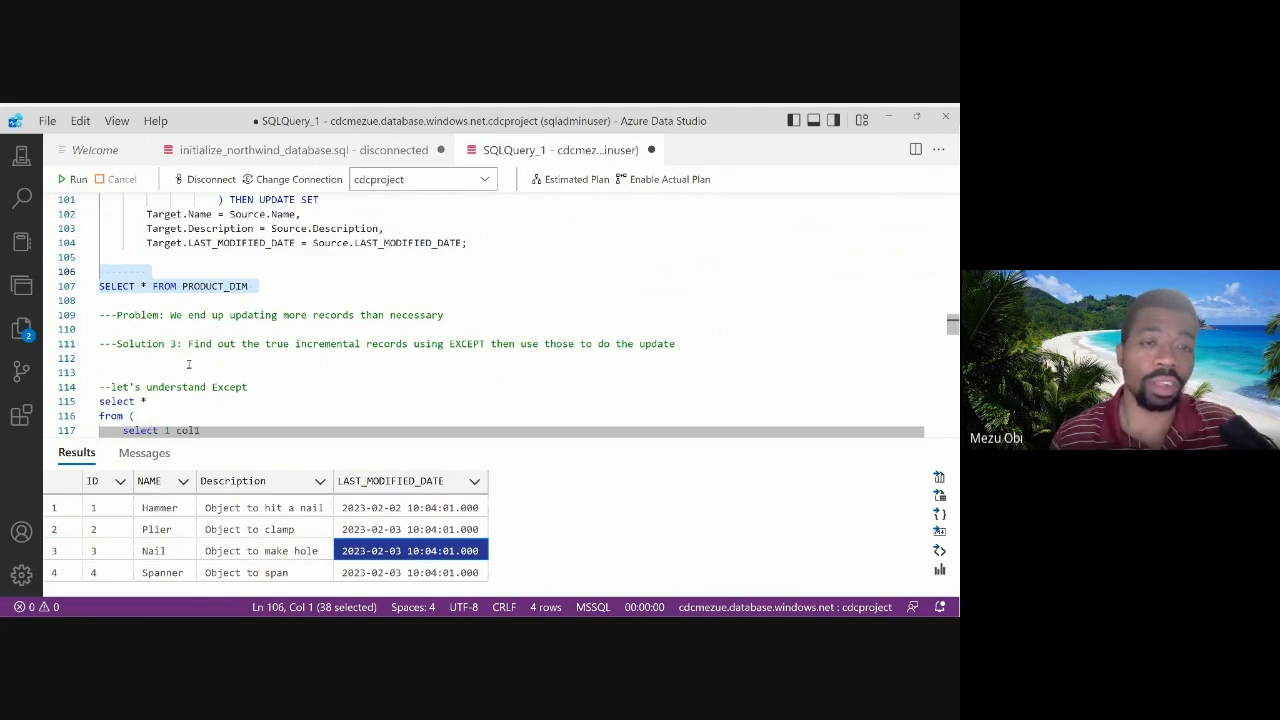 File Edit View Help
● SQLQuery_1 - cdcmezue.database.windows.net.cdcproject (sqladminuser) - Azure Data Studio
Welcome
initialize_northwind_database.sql - disconnected
SQLQuery_1 - cdcmez...inuser)
Run Cancel Disconnect Change Connection cdcproject Estimated Plan Enable Actual Plan
101 ) THEN UPDATE SET
102 Target.Name = Source.Name,
103 Target.Description = Source.Description,
104 Target.LAST_MODIFIED_DATE = Source.LAST_MODIFIED_DATE;
105
106
107 SELECT * FROM PRODUCT_DIM
108
109 ---Problem: We end up updating more records than necessary
110
111 ---Solution 3: Find out the true incremental records using EXCEPT then use those to do the update
112
113
114 --let's understand Except
115 select *
116 from (
117 select 1 col1
2
Results Messages
ID NAME Description LAST_MODIFIED_DATE
1 1 Hammer Object to hit a nail 2023-02-02 10:04:01.000
2 2 Plier Object to clamp 2023-02-03 10:04:01.000
3 3 Nail Object to make hole 2023-02-03 10:04:01.000
4 4 Spanner Object to span 2023-02-03 10:04:01.000
0 0 Ln 106, Col 1 (38 selected) Spaces: 4 UTF-8 CRLF 4 rows MSSQL 00:00:00 cdcmezue.database.windows.net : cdcproject
Mezu Obi